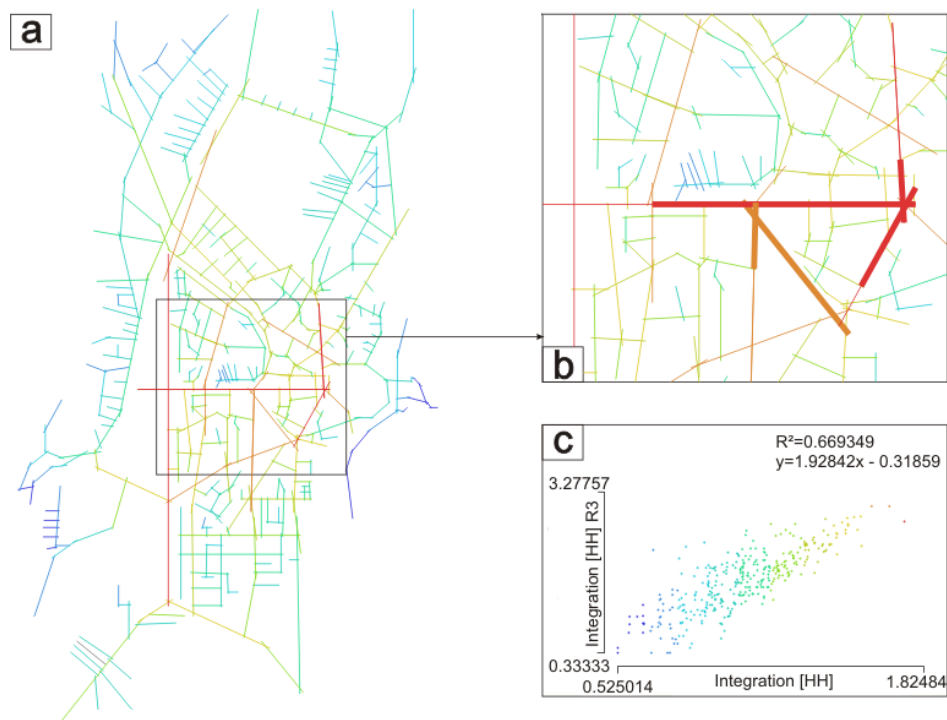 a
b
c
R²=0.669349
y=1.92842x - 0.31859
3.27757
Integration [HH] R3
0.33333
0.525014
Integration [HH]
1.82484